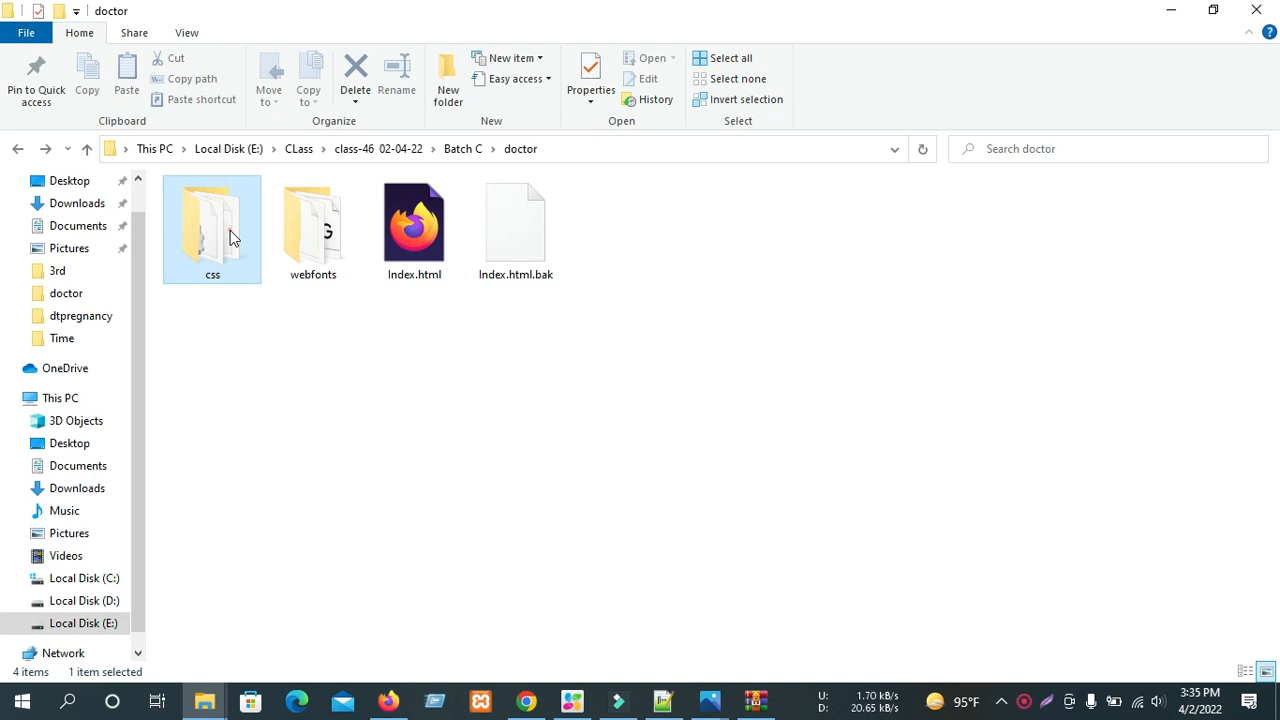 doctor
File
Home
Share
View
Pin to Quick access
Copy
Paste
Cut
Copy path
Paste shortcut
Clipboard
Move to
Copy to
Delete
Rename
Organize
New folder
New item
Easy access
New
Properties
Open
Edit
History
Open
Select all
Select none
Invert selection
Select
This PC
Local Disk (E:)
CLass
class-46 02-04-22
Batch C
doctor
Search doctor
Desktop
Downloads
Documents
Pictures
3rd
doctor
dtpregnancy
Time
OneDrive
This PC
3D Objects
Desktop
Documents
Downloads
Music
Pictures
Videos
Local Disk (C:)
Local Disk (D:)
Local Disk (E:)
Network
css
webfonts
Index.html
Index.html.bak
4 items
1 item selected
U: 1.70 kB/s
D: 20.65 kB/s
95°F
3:35 PM
4/2/2022